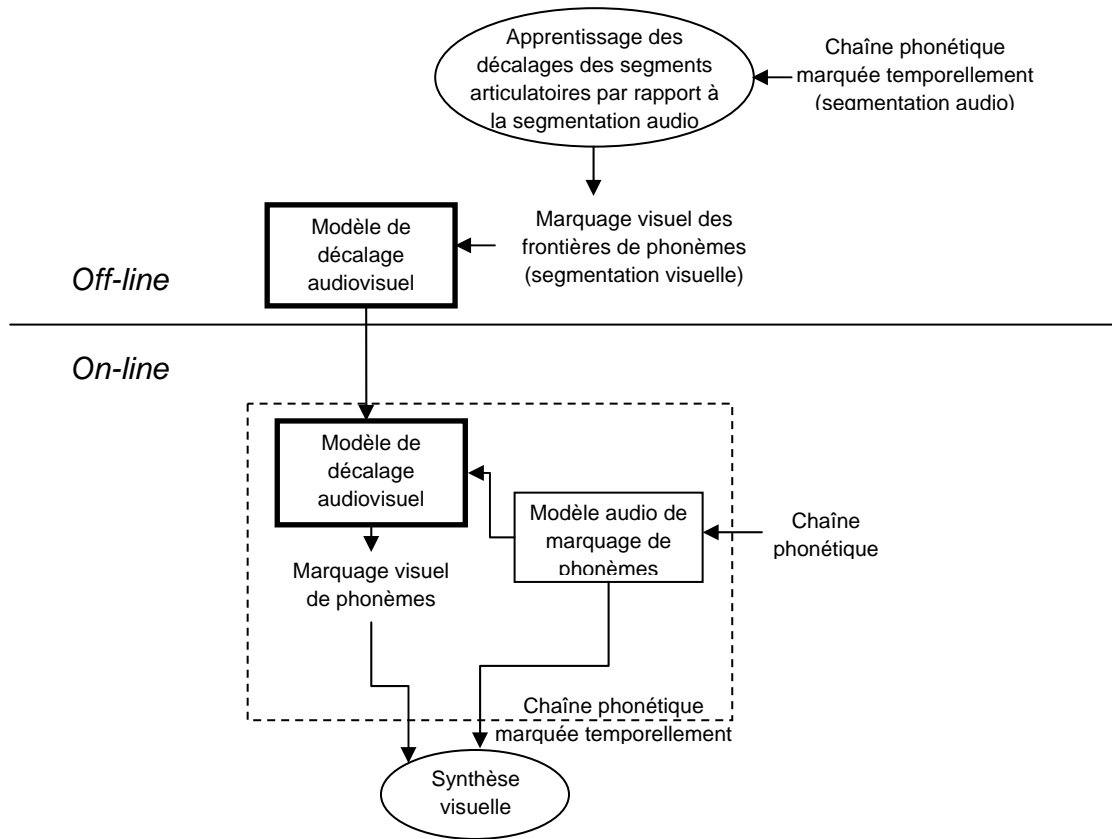 Apprentissage des
décalages des segments
articulatoires par rapport à
la segmentation audio
Chaîne phonétique
marquée temporellement
(segmentation audio)
Modèle de
décalage
audiovisuel
Marquage visuel des
frontières de phonèmes
(segmentation visuelle)
Off-line
On-line
Modèle de
décalage
audiovisuel
Modèle audio de
marquage de
phonèmes
Chaîne
phonétique
Marquage visuel
de phonèmes
Chaîne phonétique
marquée temporellement
Synthèse
visuelle